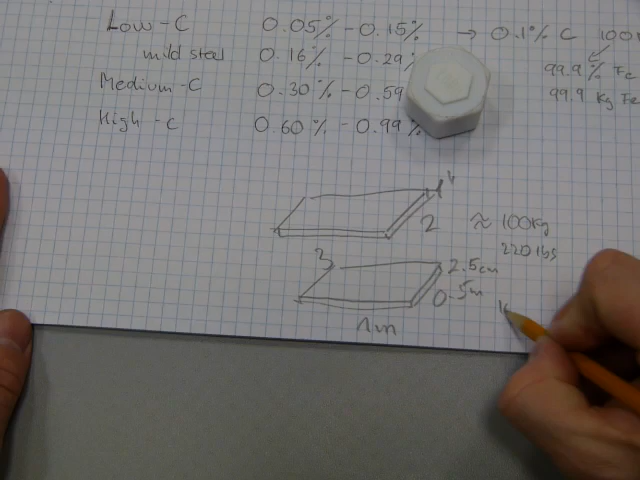 Low-C 0.05% - 0.15% → 0.1% C
mild steel 0.16% - 0.29%
99.9% Fe
Medium-C 0.30% - 0.59
99.9 Kg Fe
High-C 0.60% - 0.99%
1"
2
≈ 100Kg
220 lbs
3
2.5cm
0.5m
1m